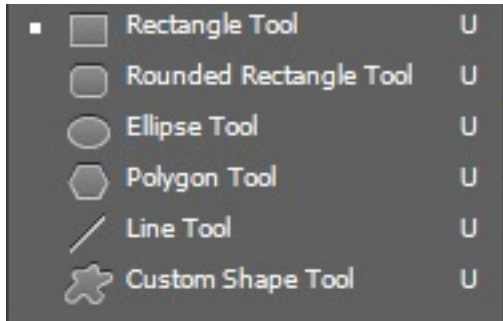 Rectangle Tool U
Rounded Rectangle Tool U
Ellipse Tool U
Polygon Tool U
Line Tool U
Custom Shape Tool U